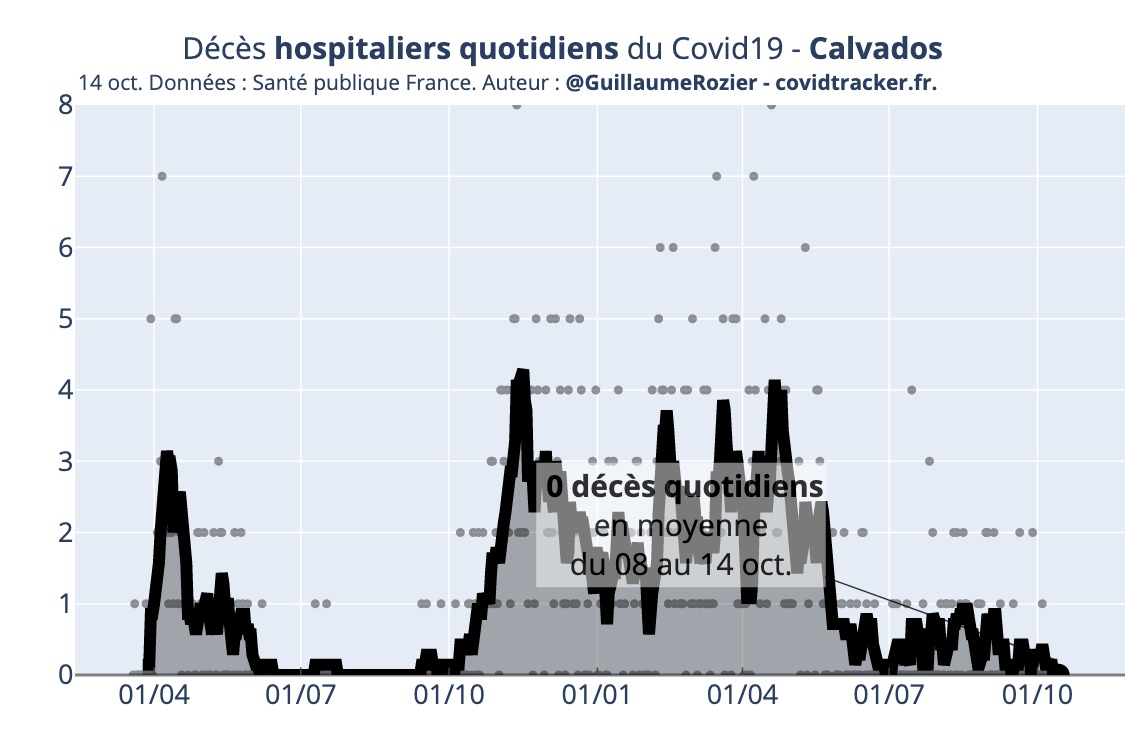 Décès hospitaliers quotidiens du Covid19 - Calvados
14 oct. Données : Santé publique France. Auteur : @GuillaumeRozier - covidtracker.fr.
8
7
6
5
4
3
2
1
0
0 décès quotidiens
en moyenne
du 08 au 14 oct.
01/04 01/07 01/10 01/01 01/04 01/07 01/10